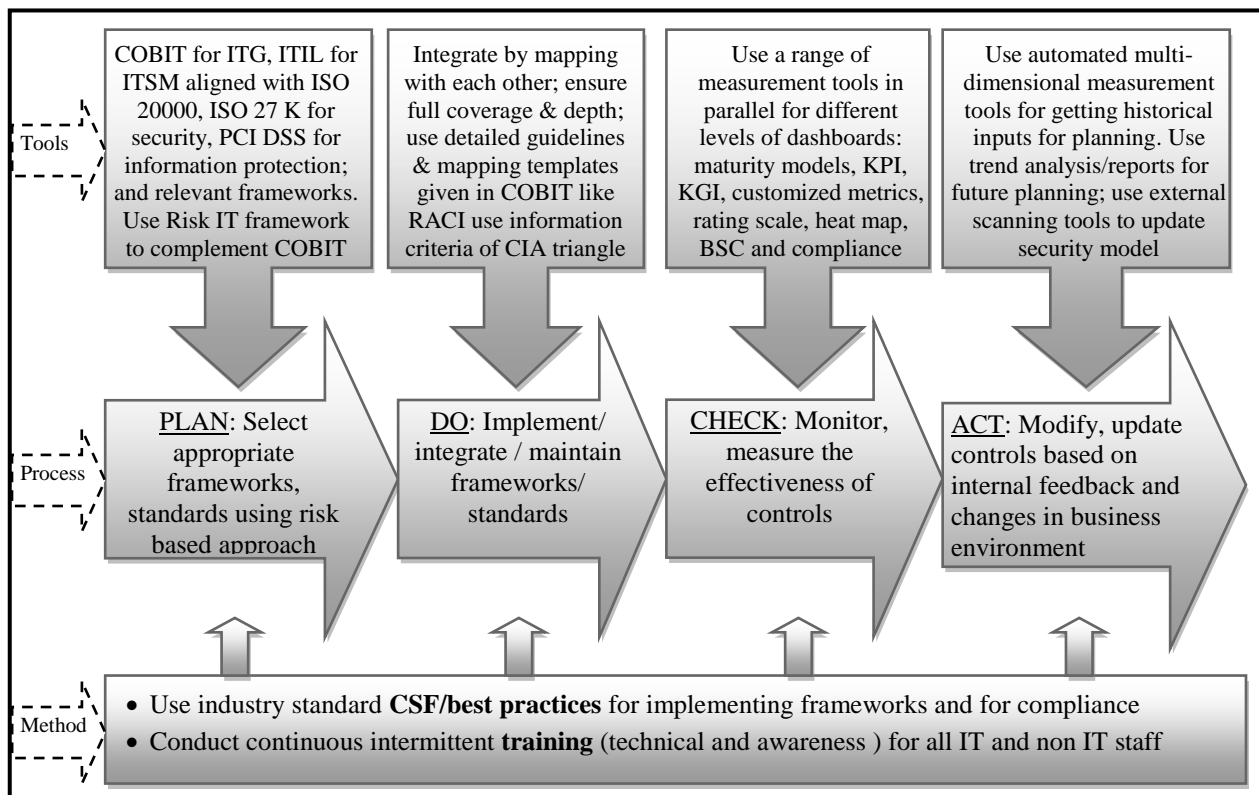 Tools
COBIT for ITG, ITIL for
ITSM aligned with ISO
20000, ISO 27 K for
security, PCI DSS for
information protection;
and relevant frameworks.
Use Risk IT framework
to complement COBIT
Integrate by mapping
with each other; ensure
full coverage & depth;
use detailed guidelines
& mapping templates
given in COBIT like
RACI use information
criteria of CIA triangle
Use a range of
measurement tools in
parallel for different
levels of dashboards:
maturity models, KPI,
KGI, customized metrics,
rating scale, heat map,
BSC and compliance
Use automated multi-
dimensional measurement
tools for getting historical
inputs for planning. Use
trend analysis/reports for
future planning; use external
scanning tools to update
security model
Process
PLAN: Select
appropriate
frameworks,
standards using risk
based approach
DO: Implement/
integrate / maintain
frameworks/
standards
CHECK: Monitor,
measure the
effectiveness of
controls
ACT: Modify, update
controls based on
internal feedback and
changes in business
environment
Method
• Use industry standard CSF/best practices for implementing frameworks and for compliance
• Conduct continuous intermittent training (technical and awareness ) for all IT and non IT staff